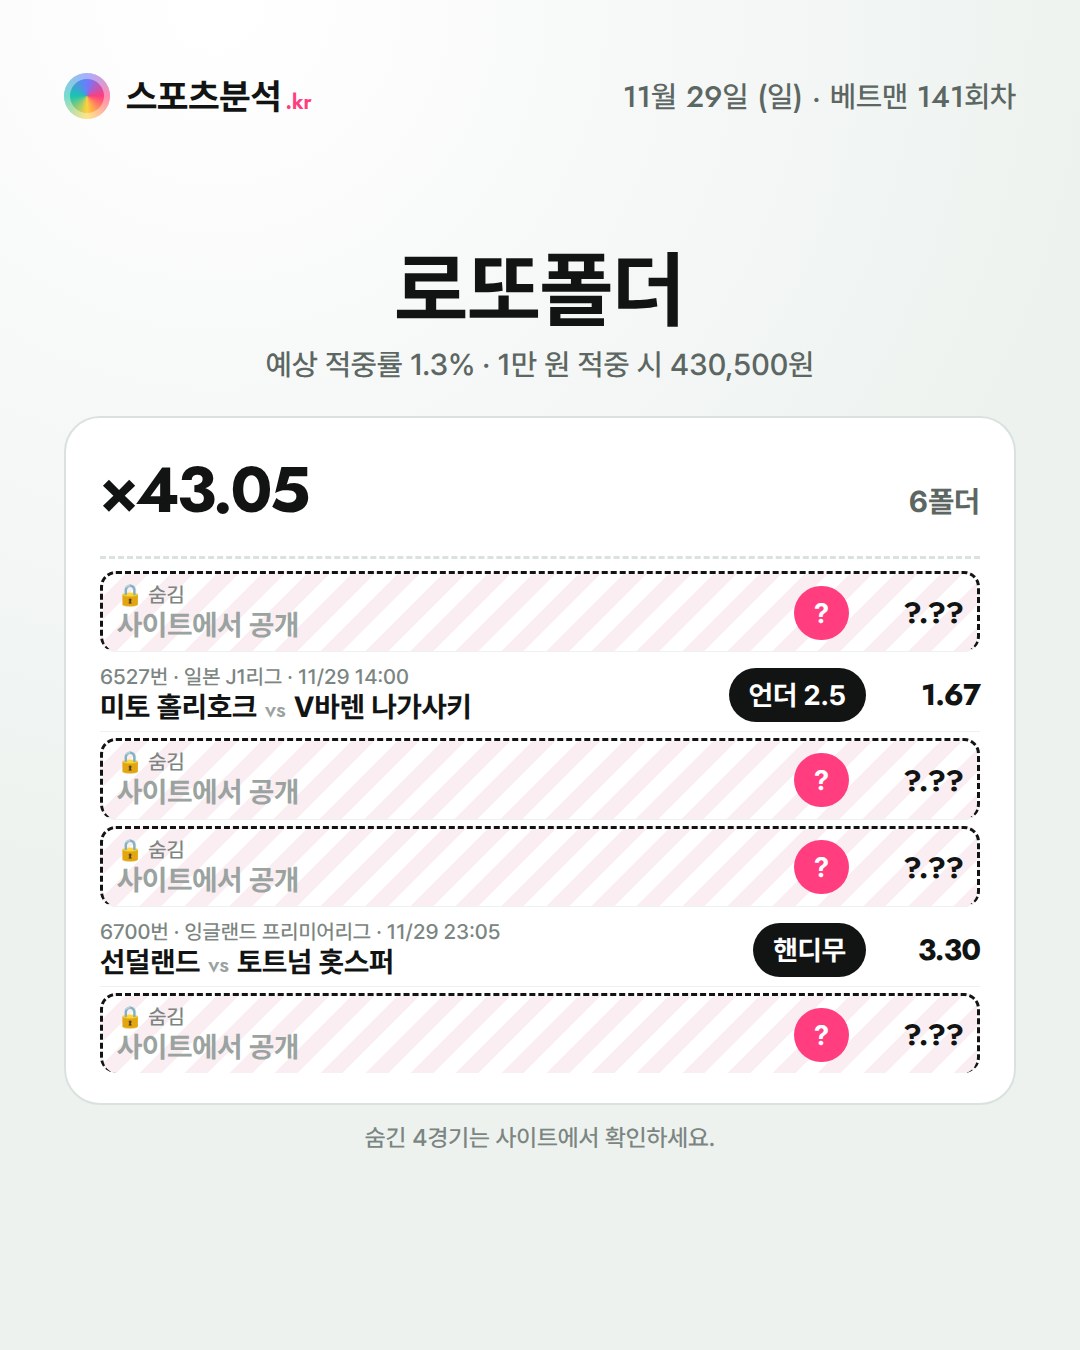 스포츠분석.kr
11월 29일 (일) · 베트맨 141회차
로또폴더
예상 적중률 1.3% · 1만 원 적중 시 430,500원
×43.05
6폴더
🔒 숨김
사이트에서 공개
?
?.??
6527번 · 일본 J1리그 · 11/29 14:00
미토 홀리호크 vs V바렌 나가사키
언더 2.5
1.67
🔒 숨김
사이트에서 공개
?
?.??
🔒 숨김
사이트에서 공개
?
?.??
6700번 · 잉글랜드 프리미어리그 · 11/29 23:05
선덜랜드 vs 토트넘 홋스퍼
핸디무
3.30
🔒 숨김
사이트에서 공개
?
?.??
숨긴 4경기는 사이트에서 확인하세요.